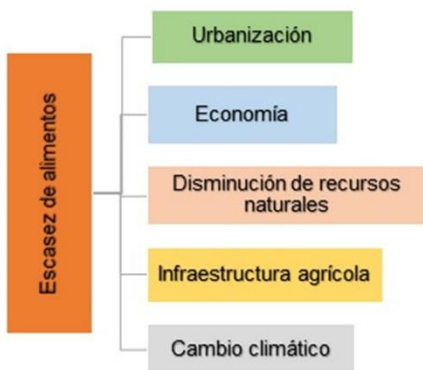 Escasez de alimentos
Urbanización
Economía
Disminución de recursos
naturales
Infraestructura agrícola
Cambio climático